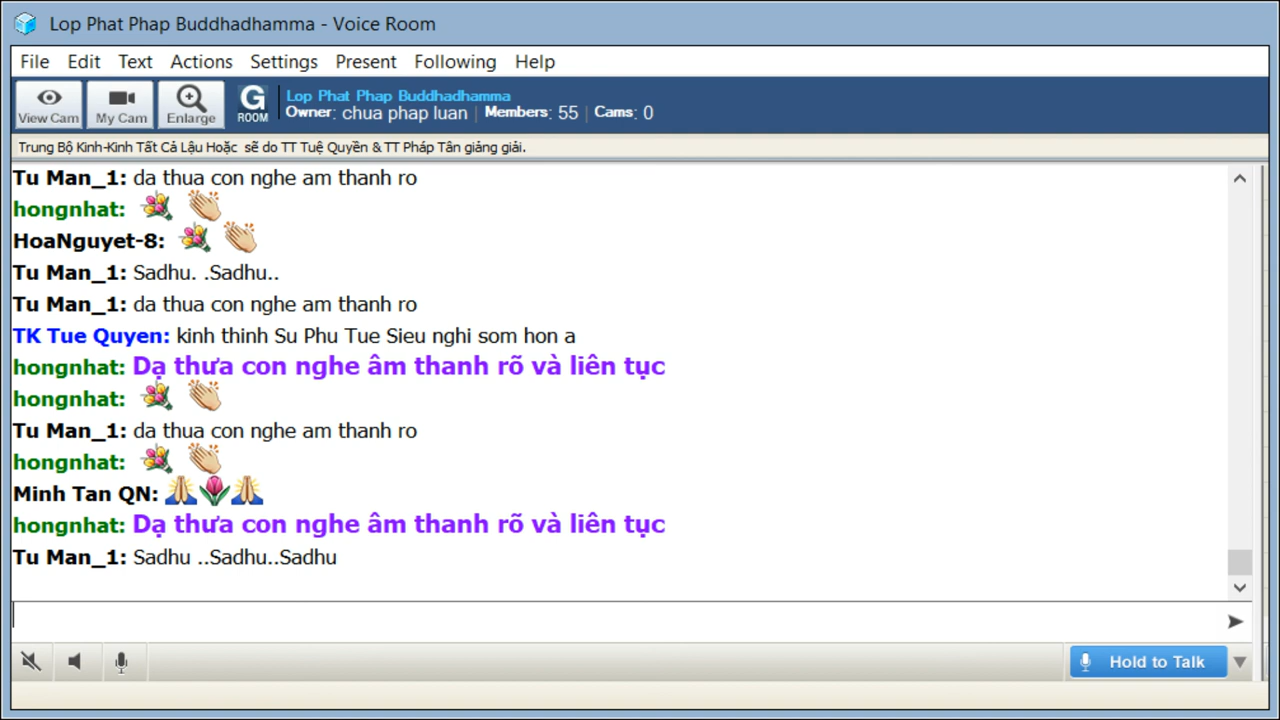 Lop Phat Phap Buddhadhamma - Voice Room
File Edit Text Actions Settings Present Following Help
View Cam My Cam Enlarge G ROOM Lop Phat Phap Buddhadhamma
Owner: chua phap luan | Members: 55 | Cams: 0
Trung Bộ Kinh-Kinh Tất Cả Lậu Hoặc sẽ do TT Tuệ Quyền & TT Pháp Tân giảng giải.
Tu Man_1: da thua con nghe am thanh ro
hongnhat: 💐 👏
HoaNguyet-8: 💐 👏
Tu Man_1: Sadhu. .Sadhu..
Tu Man_1: da thua con nghe am thanh ro
TK Tue Quyen: kinh thinh Su Phu Tue Sieu nghi som hon a
hongnhat: Dạ thưa con nghe âm thanh rõ và liên tục
hongnhat: 💐 👏
Tu Man_1: da thua con nghe am thanh ro
hongnhat: 💐 👏
Minh Tan QN: 🙏🌷🙏
hongnhat: Dạ thưa con nghe âm thanh rõ và liên tục
Tu Man_1: Sadhu ..Sadhu..Sadhu
Hold to Talk